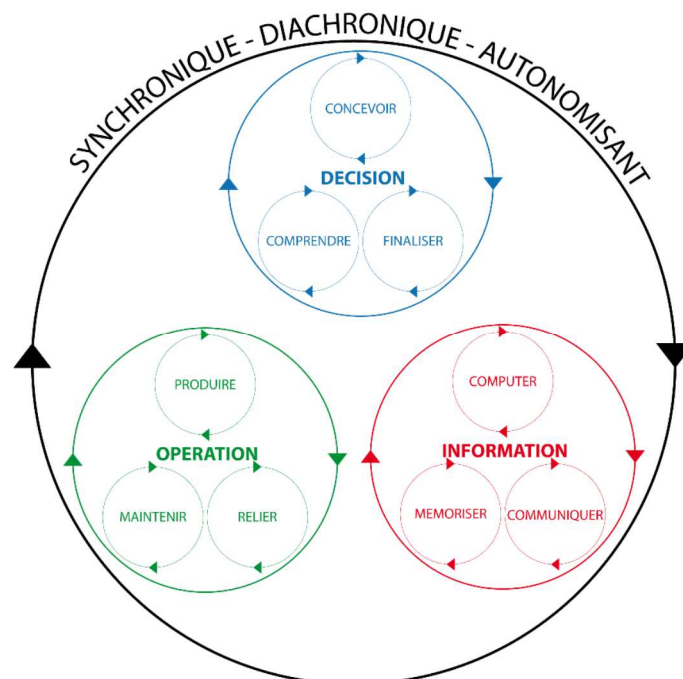 SYNCHRONIQUE - DIACHRONIQUE - AUTONOMISANT
CONCEVOIR
DECISION
COMPRENDRE
FINALISER
PRODUIRE
OPERATION
MAINTENIR
RELIER
COMPUTER
INFORMATION
MEMORISER
COMMUNIQUER